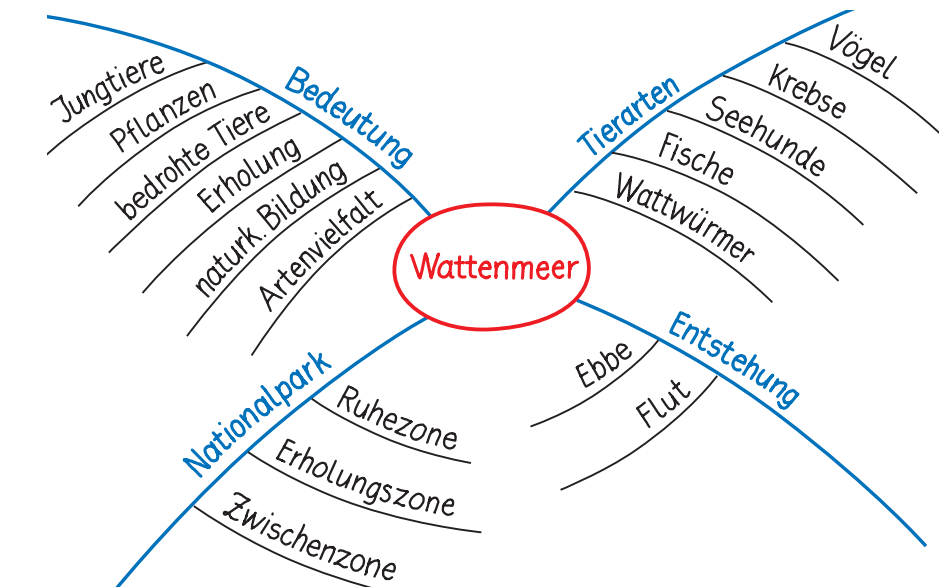 Wattenmeer
Bedeutung
Jungtiere
Pflanzen
bedrohte Tiere
Erholung
naturk. Bildung
Artenvielfalt
Tierarten
Vögel
Krebse
Seehunde
Fische
Wattwürmer
Nationalpark
Ruhezone
Erholungszone
Zwischenzone
Entstehung
Ebbe
Flut